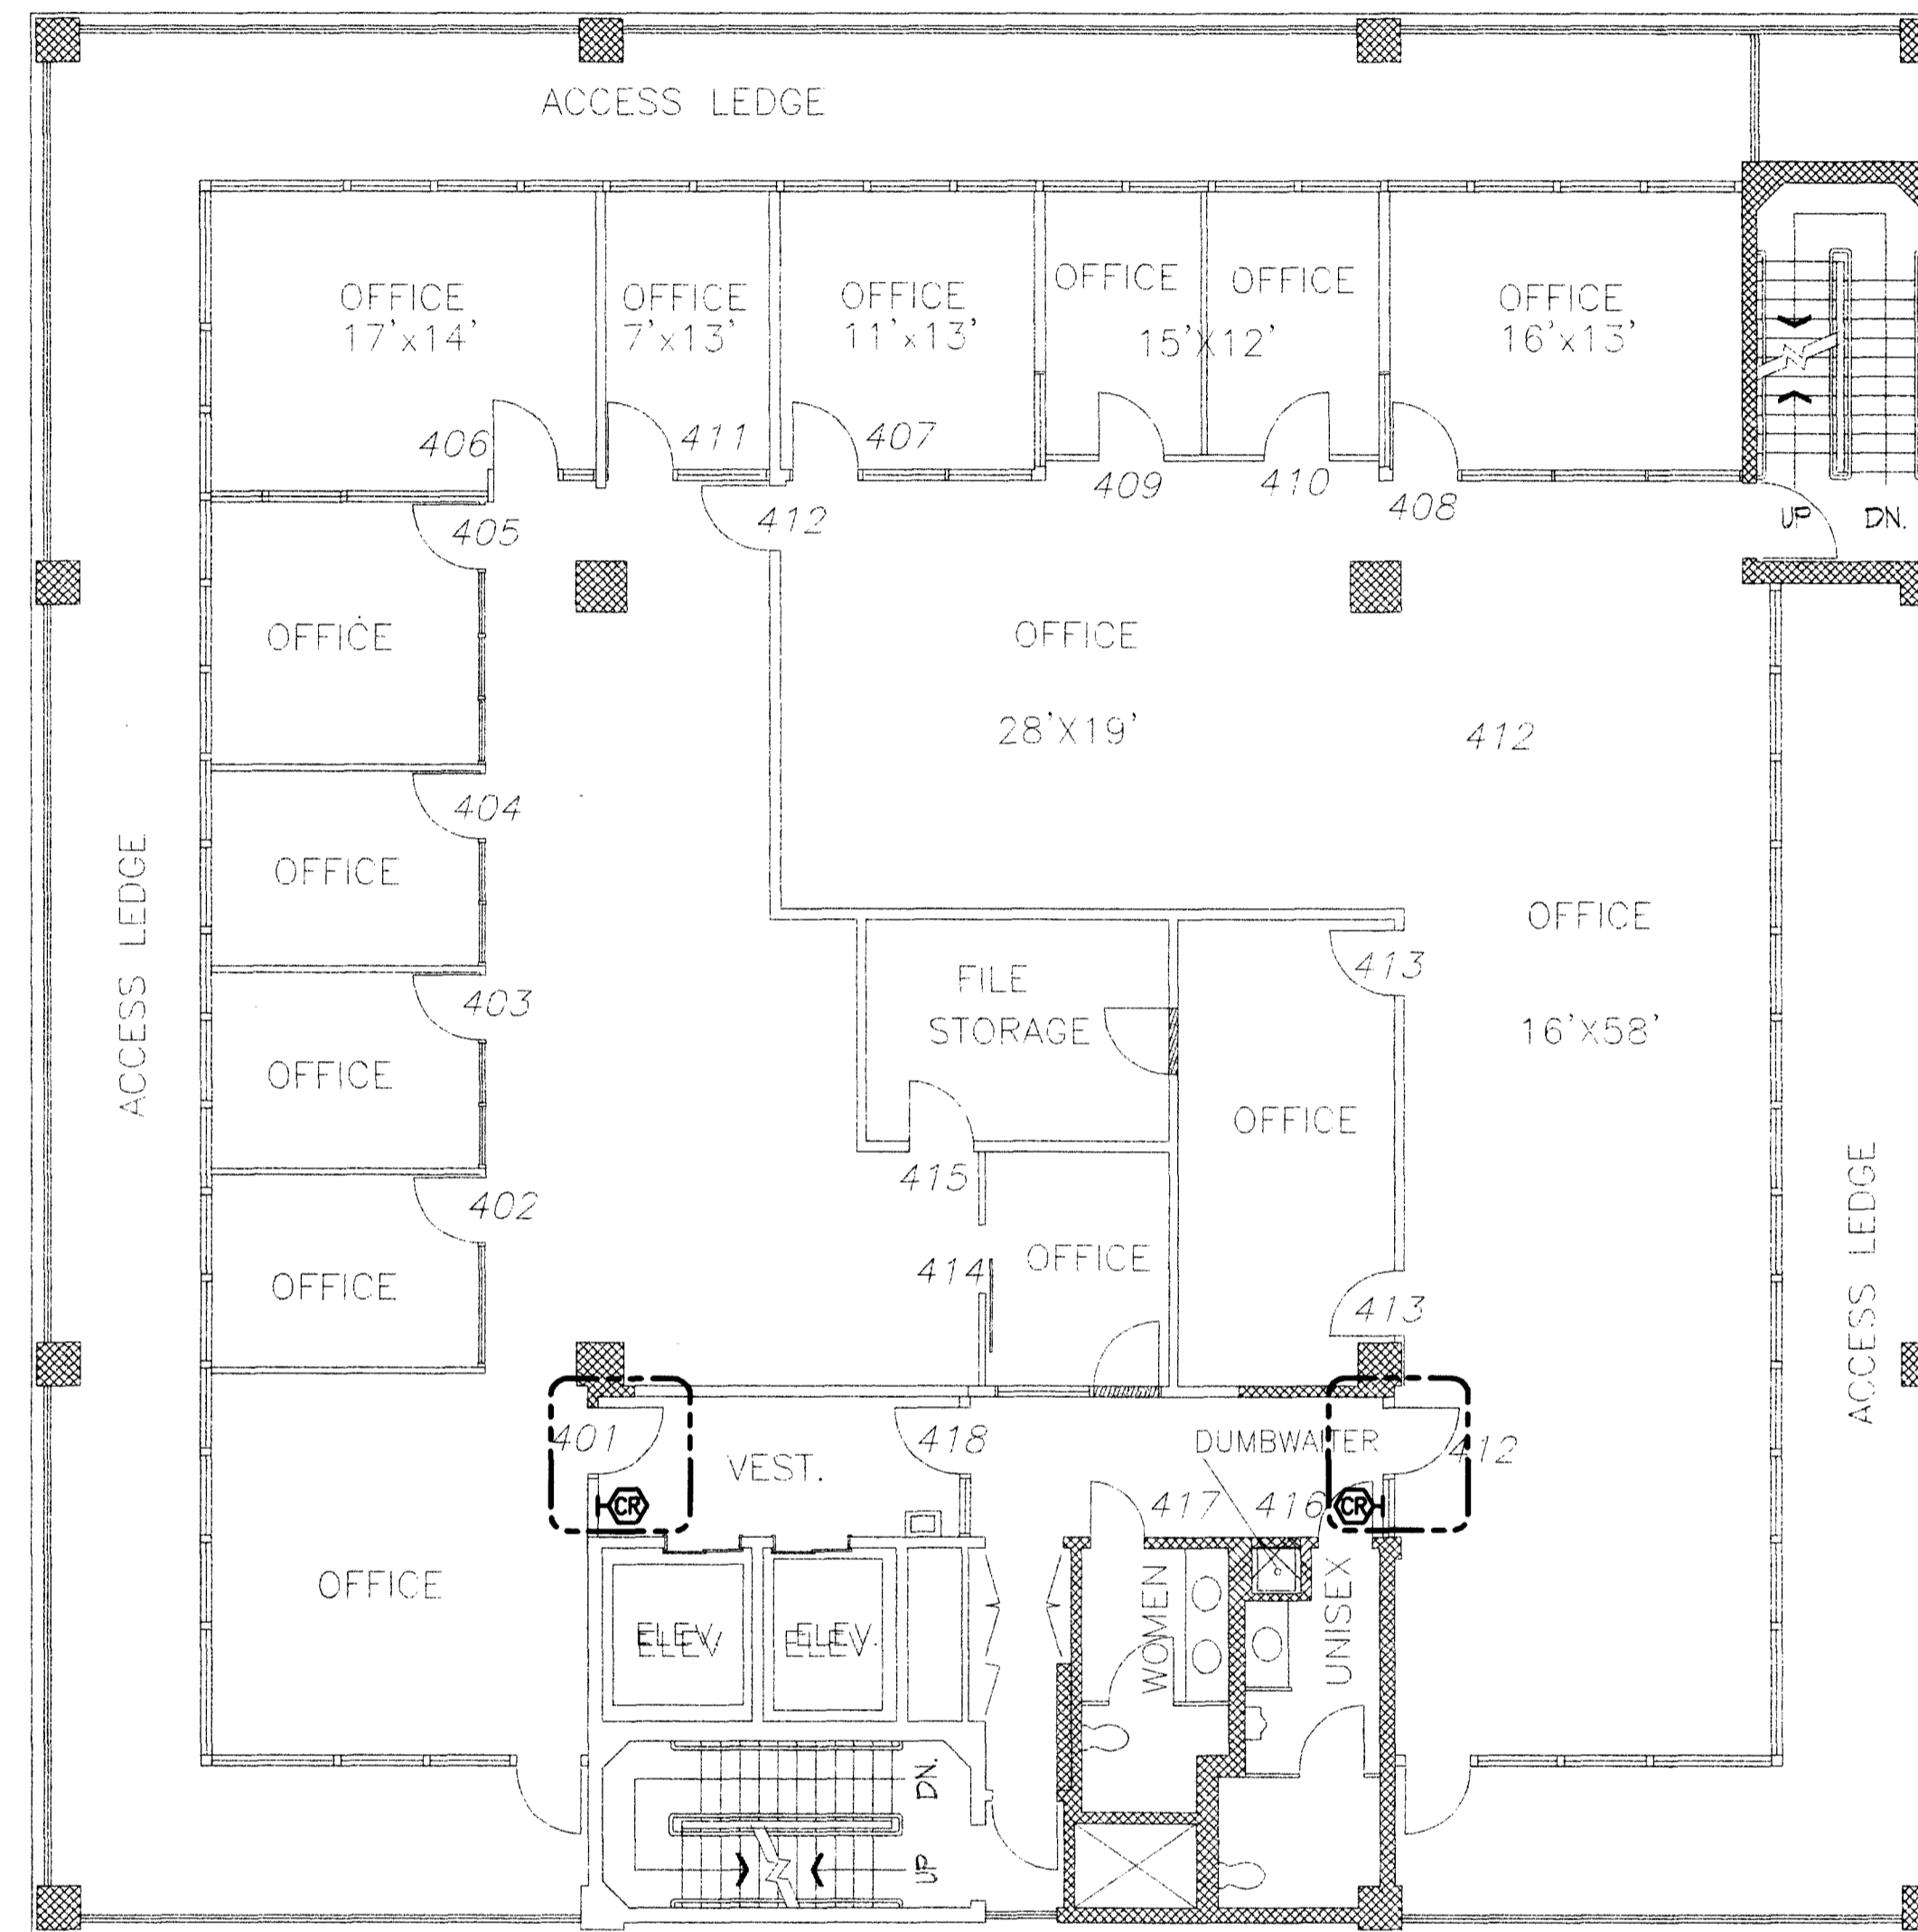 ACCESS LEDGE
OFFICE
17'x14'
OFFICE
7'x13'
OFFICE
11'x13'
OFFICE
OFFICE
15'X12'
OFFICE
16'x13'
406
411
407
409
410
408
412
405
UP
DN.
OFFICE
OFFICE
28'X19'
412
404
OFFICE
ACCESS LEDGE
OFFICE
16'X58'
403
OFFICE
FILE
STORAGE
413
OFFICE
415
402
OFFICE
414
OFFICE
413
ACCESS LEDGE
401
CR
VEST.
418
DUMBWAITER
412
417
416
CR
OFFICE
ELEV.
ELEV
ELEV.
ELEV
WOMEN
UNISEX
DN.
UP